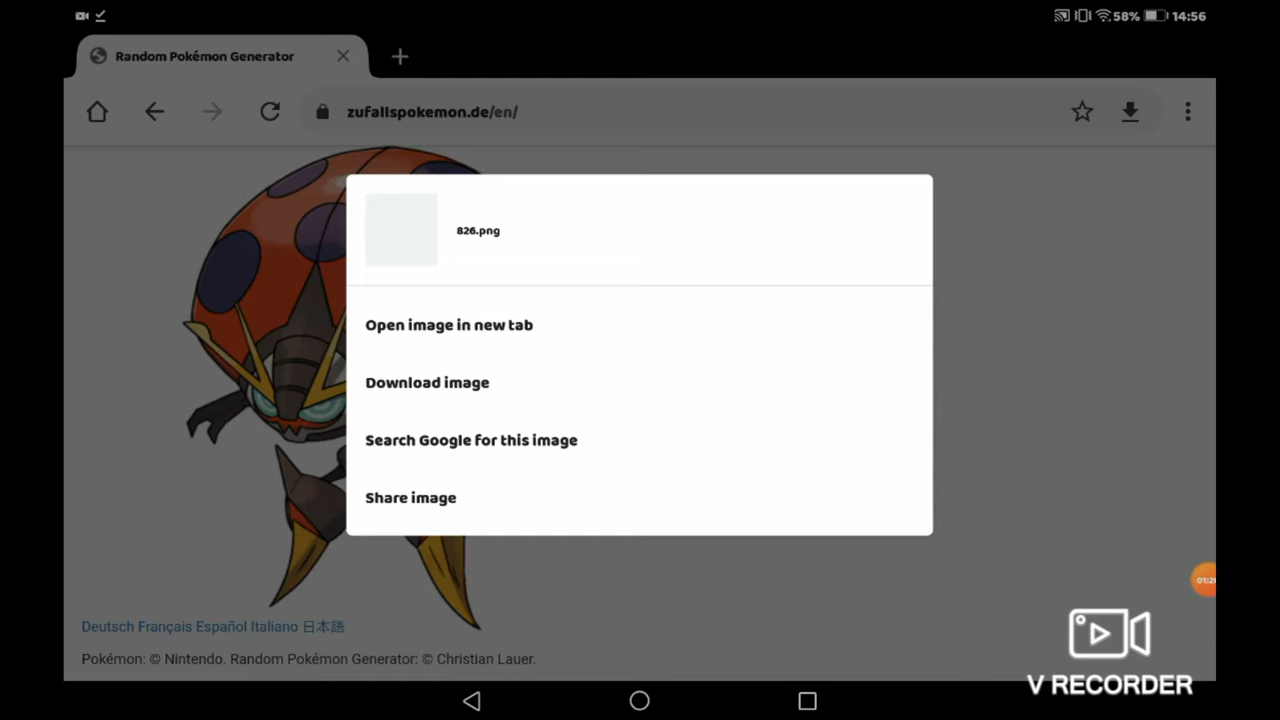 58% 14:56
Random Pokémon Generator
zufallspokemon.de/en/
826.png
Open image in new tab
Download image
Search Google for this image
Share image
Deutsch Français Español Italiano 日本語
Pokémon: © Nintendo. Random Pokémon Generator: © Christian Lauer.
V RECORDER